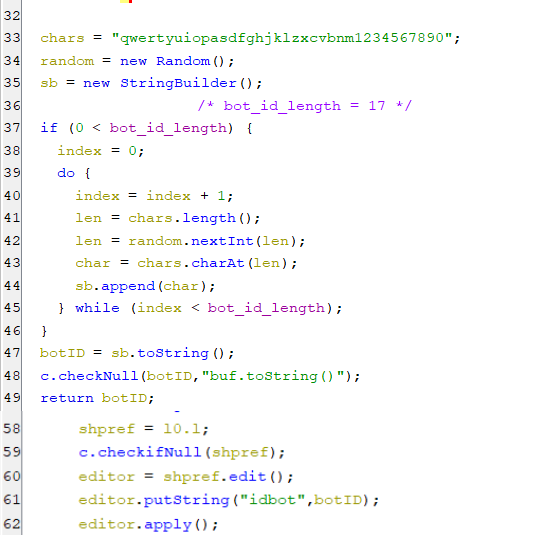 32
33 chars = "qwertyuiopasdfghjklzxcvbnm1234567890";
34 random = new Random();
35 sb = new StringBuilder();
36 /* bot_id_length = 17 */
37 if (0 < bot_id_length) {
38 index = 0;
39 do {
40 index = index + 1;
41 len = chars.length();
42 len = random.nextInt(len);
43 char = chars.charAt(len);
44 sb.append(char);
45 } while (index < bot_id_length);
46 }
47 botID = sb.toString();
48 c.checkNull(botID,"buf.toString()");
49 return botID;
58 shpref = l0.l;
59 c.checkifNull(shpref);
60 editor = shpref.edit();
61 editor.putString("idbot",botID);
62 editor.apply();